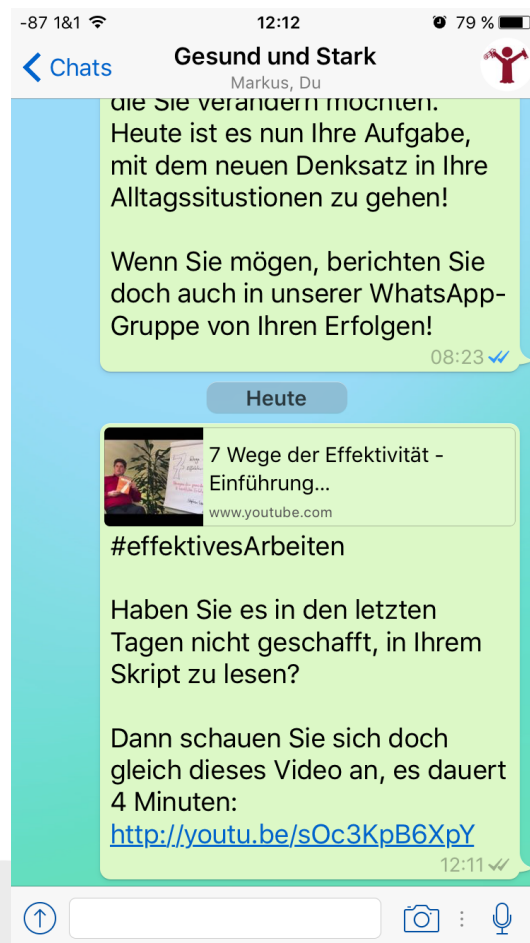 -87 1&1 12:12 79 %
Chats
Gesund und Stark
Markus, Du
die Sie verändern möchten.
Heute ist es nun Ihre Aufgabe,
mit dem neuen Denksatz in Ihre
Alltagssitustionen zu gehen!
Wenn Sie mögen, berichten Sie
doch auch in unserer WhatsApp-
Gruppe von Ihren Erfolgen!
08:23
Heute
7 Wege der Effektivität -
Einführung...
www.youtube.com
#effektivesArbeiten
Haben Sie es in den letzten
Tagen nicht geschafft, in Ihrem
Skript zu lesen?
Dann schauen Sie sich doch
gleich dieses Video an, es dauert
4 Minuten:
http://youtu.be/sOc3KpB6XpY
12:11